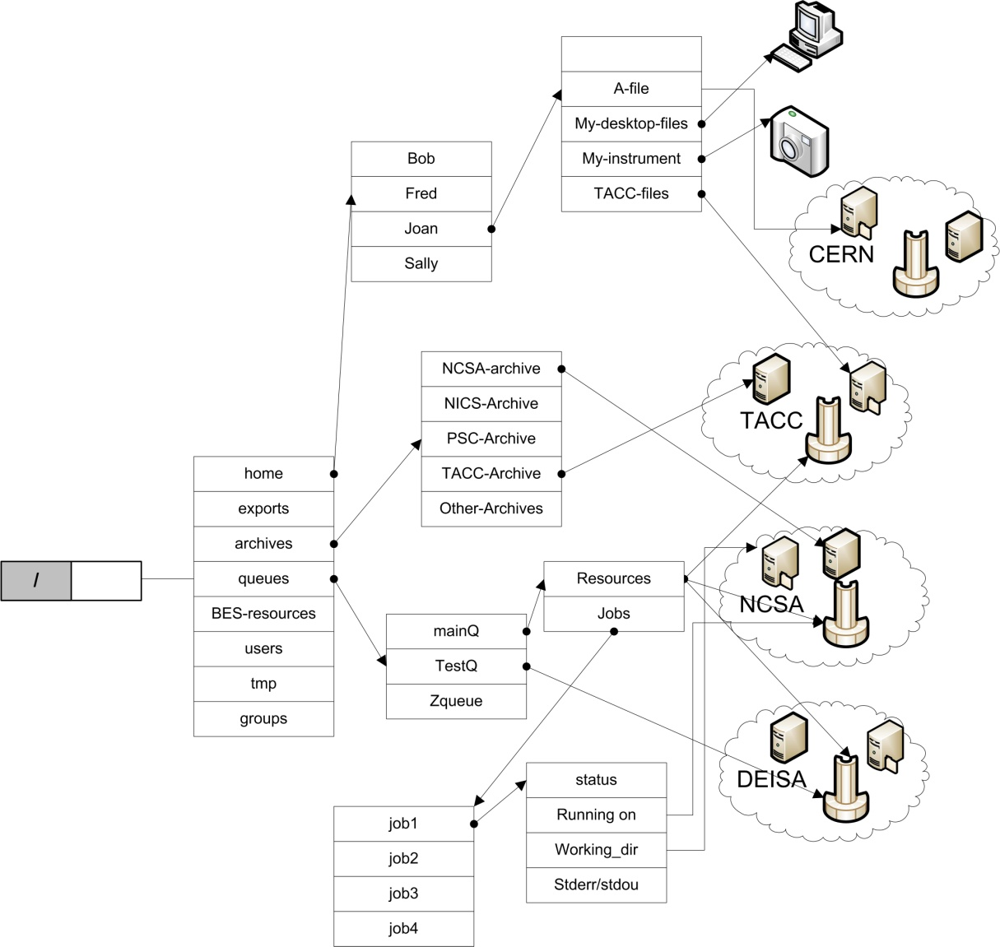 A-file
My-desktop-files
My-instrument
TACC-files
Bob
Fred
Joan
Sally
CERN
NCSA-archive
NICS-Archive
PSC-Archive
TACC-Archive
Other-Archives
TACC
/
home
exports
archives
queues
BES-resources
users
tmp
groups
Resources
Jobs
NCSA
mainQ
TestQ
Zqueue
DEISA
status
Running on
Working_dir
Stderr/stdou
job1
job2
job3
job4